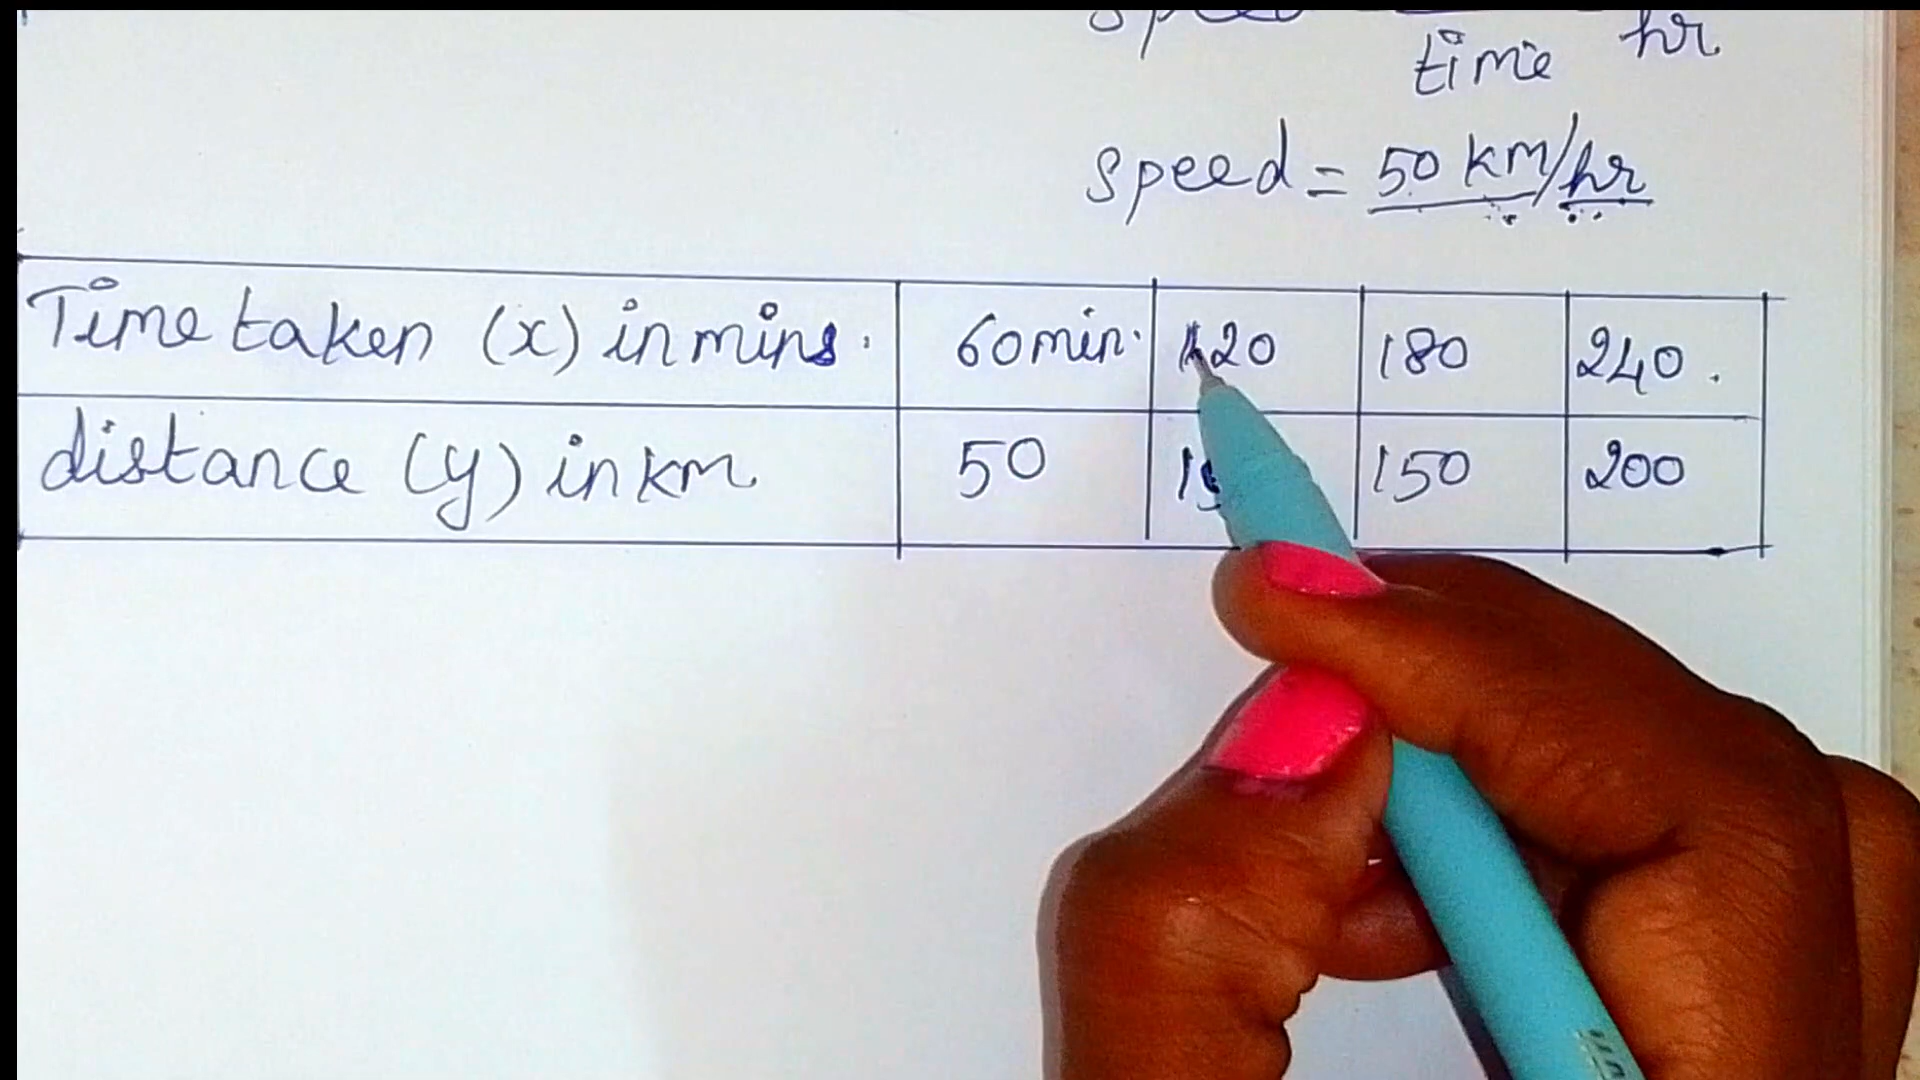 time hr
speed = 50 km/hr
Time taken (x) in mins. 60 min. 120 180 240.
distance (y) in km 50 150 200